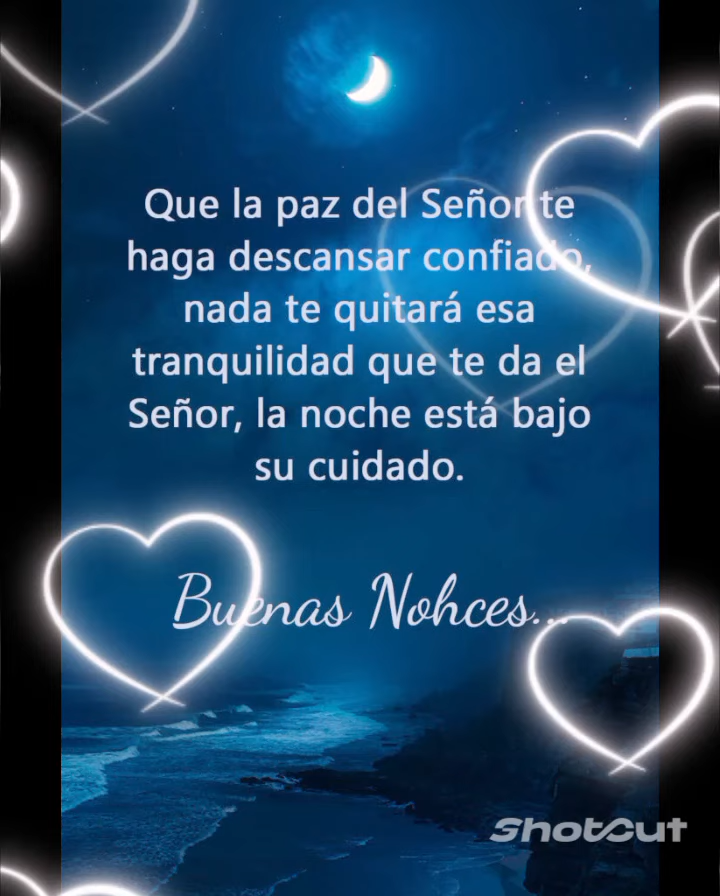 Que la paz del Señor te
haga descansar confiado,
nada te quitará esa
tranquilidad que te da el
Señor, la noche está bajo
su cuidado.
Buenas Nohces...
Shotcut